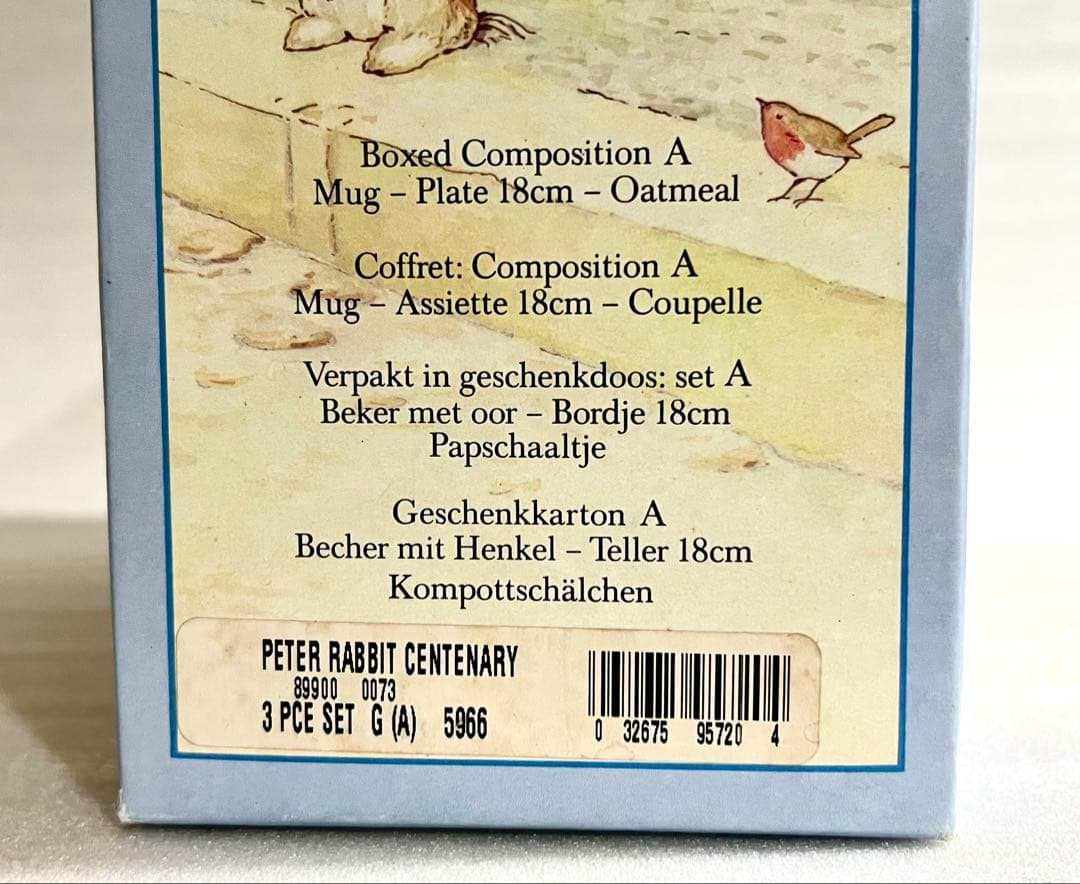 Boxed Composition A
Mug – Plate 18cm – Oatmeal
Coffret: Composition A
Mug – Assiette 18cm – Coupelle
Verpakt in geschenkdoos: set A
Beker met oor – Bordje 18cm
Papschaaltje
Geschenkkarton A
Becher mit Henkel – Teller 18cm
Kompottschälchen
PETER RABBIT CENTENARY
89900 0073
3 PCE SET G (A) 5966
0 32675 95720 4